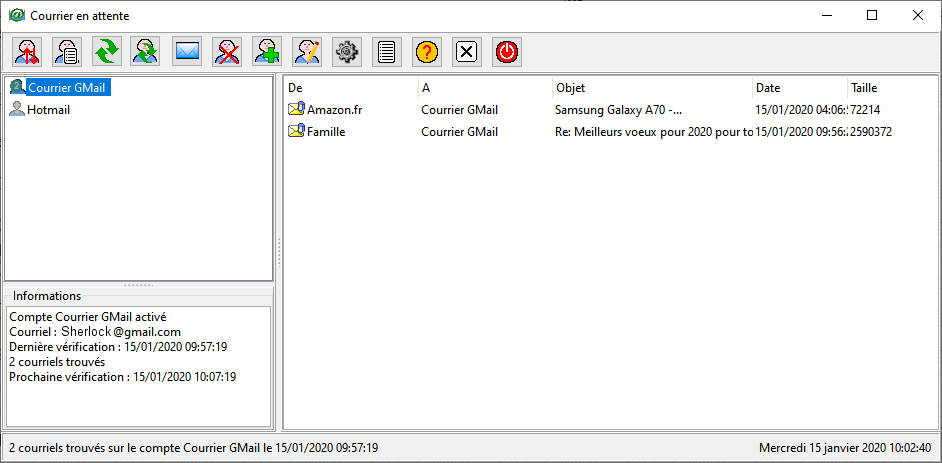 Courrier en attente
2 Courrier GMail
Hotmail
De A Objet Date Taille
Amazon.fr Courrier GMail Samsung Galaxy A70 -... 15/01/2020 04:06: 72214
Famille Courrier GMail Re: Meilleurs voeux pour 2020 pour to 15/01/2020 09:56: 2590372
Informations
Compte Courrier GMail activé
Courriel : Sherlock@gmail.com
Dernière vérification : 15/01/2020 09:57:19
2 courriels trouvés
Prochaine vérification : 15/01/2020 10:07:19
2 courriels trouvés sur le compte Courrier GMail le 15/01/2020 09:57:19
Mercredi 15 janvier 2020 10:02:40